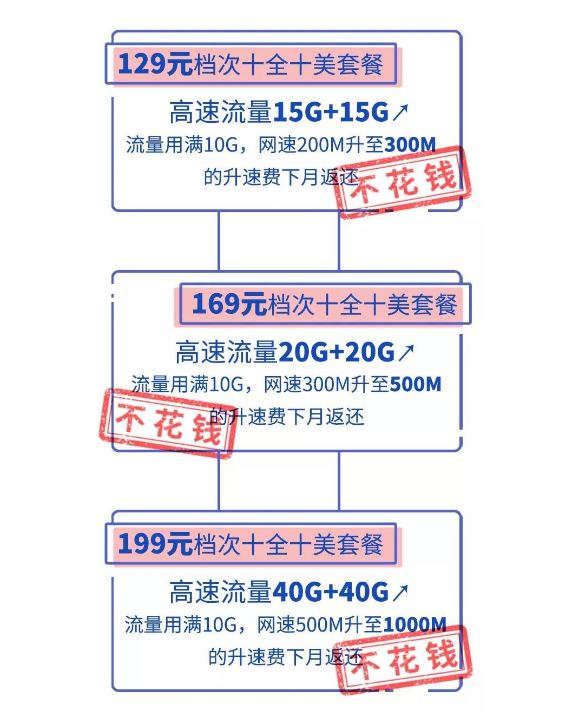 129元档次十全十美套餐
高速流量15G+15G↗
流量用满10G，网速200M升至300M
的升速费下月返还
不花钱
169元档次十全十美套餐
高速流量20G+20G↗
流量用满10G，网速300M升至500M
的升速费下月返还
不花钱
199元档次十全十美套餐
高速流量40G+40G↗
流量用满10G，网速500M升至1000M
的升速费下月返还
不花钱